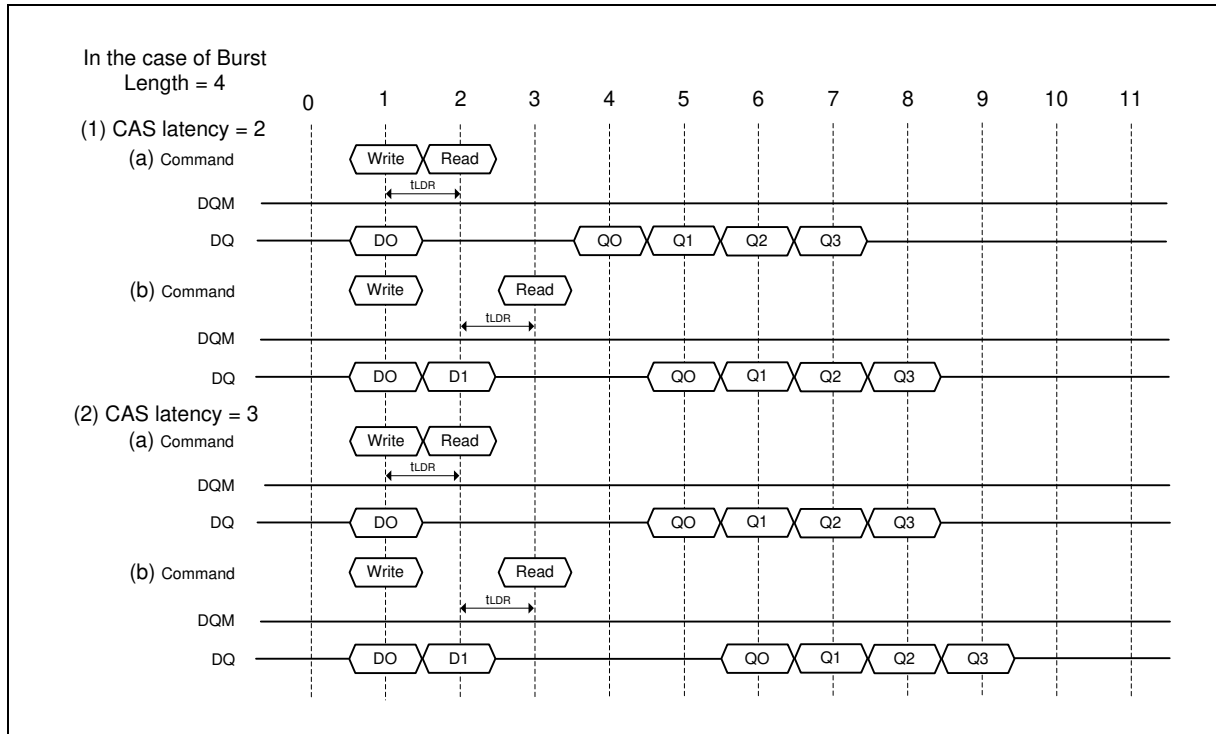 In the case of Burst
Length = 4
0 1 2 3 4 5 6 7 8 9 10 11
(1) CAS latency = 2
(a) Command Write Read
tLDR
DQM
DQ DO QO Q1 Q2 Q3
(b) Command Write Read
tLDR
DQM
DQ DO D1 QO Q1 Q2 Q3
(2) CAS latency = 3
(a) Command Write Read
tLDR
DQM
DQ DO QO Q1 Q2 Q3
(b) Command Write Read
tLDR
DQM
DQ DO D1 QO Q1 Q2 Q3